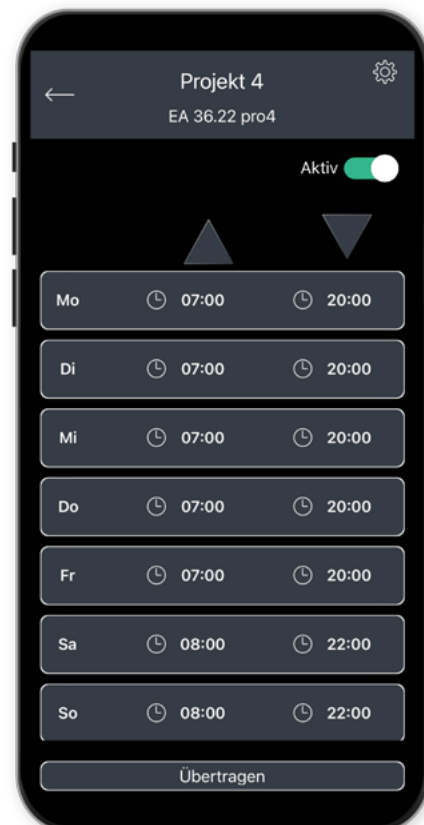 Projekt 4
EA 36.22 pro4
Aktiv
Mo 07:00 20:00
Di 07:00 20:00
Mi 07:00 20:00
Do 07:00 20:00
Fr 07:00 20:00
Sa 08:00 22:00
So 08:00 22:00
Übertragen